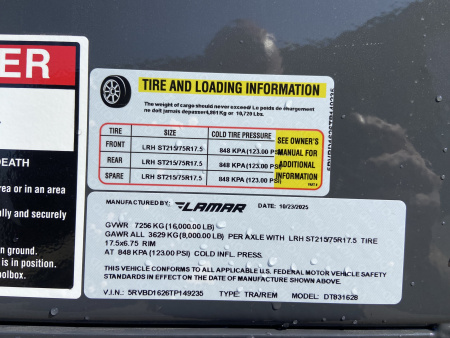 ER
DEATH
area or in an area
ally and securely
n ground.
is in position.
oolbox.
TIRE AND LOADING INFORMATION
The weight of cargo should never exceed/ Le poids de chargement
ne doit jamais depasser 4,861 Kg or 10,720 Lbs.
TIRE SIZE COLD TIRE PRESSURE
FRONT LRH ST215/75R17.5 848 KPA(123.00 PSI
REAR LRH ST215/75R17.5 848 KPA(123.00 PSI
SPARE LRH ST215/75R17.5 848 KPA(123.00 PSI
SEE OWNER'S
MANUAL FOR
ADDITIONAL
INFORMATION
MANUFACTURED BY LAMAR DATE: 10/23/2025
GVWR 7256 KG(16,000.00 LB)
GAWR ALL 3629 KG(8,000.00 LB) PER AXLE WITH LRH ST215/75R17.5 TIRE
17.5x6.75 RIM
AT 848 KPA(123.00 PSI) COLD INFL. PRESS.
THIS VEHICLE CONFORMS TO ALL APPLICABLE U.S. FEDERAL MOTOR VEHICLE SAFETY
STANDARDS IN EFFECT ON THE DATE OF MANUFACTURE SHOWN ABOVE.
V.I.N.: 5RVBD1626TP149235 TYPE: TRA/REM MODEL: DT831628